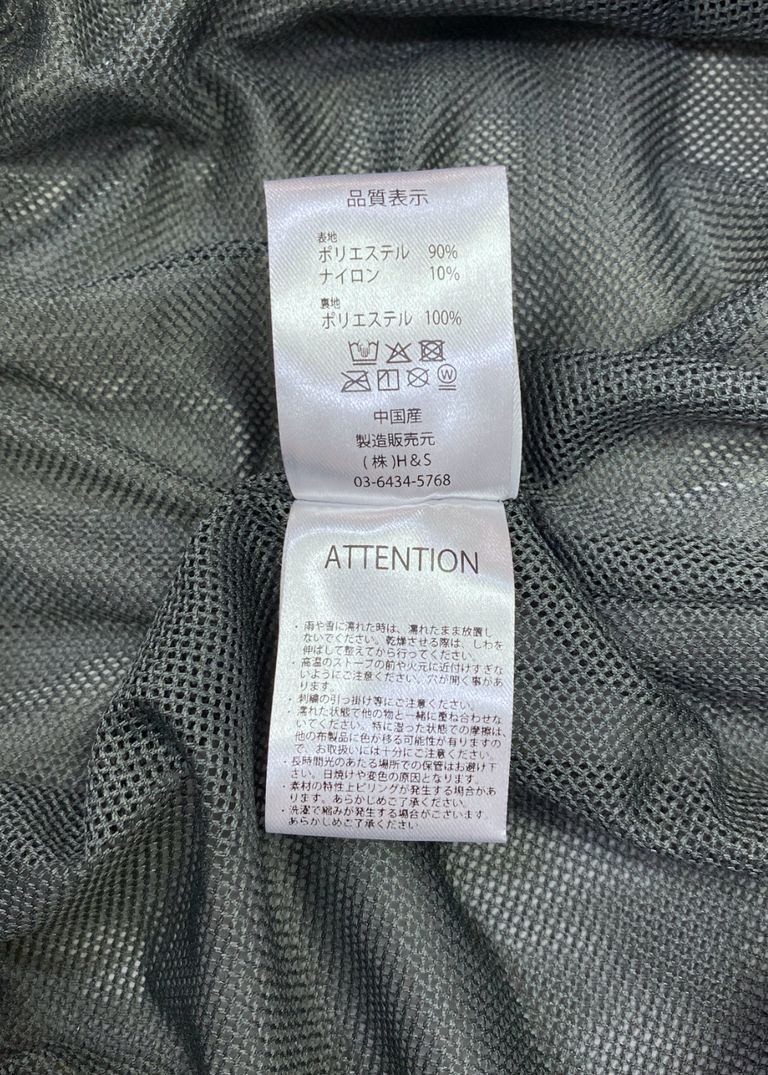 品質表示
表地
ポリエステル 90%
ナイロン 10%
裏地
ポリエステル 100%
W
中国産
製造販売元
(株)H&S
03-6434-5768
ATTENTION
・雨や雪に濡れた時は、濡れたまま放置し
ないでください。乾燥させる際は、しわを
伸ばして整えてから行ってください。
・高温のストーブの前や火元に近付けすぎな
いようにご注意ください。穴が開く事があ
ります。
・刺繍の引っ掛け等にご注意ください。
・濡れた状態で他の物と一緒に重ね合わせな
いでください。特に湿った状態での摩擦は、
他の布製品に色が移る可能性が有りますの
で、お取扱いには十分にご注意ください。
・長時間光のあたる場所での保管はお避け下
さい。日焼けや変色の原因となります。
・素材の特性上ピリングが発生する場合があ
ります。あらかじめご了承ください。
・洗濯で縮みが発生する場合がございます。
あらかじめご了承ください